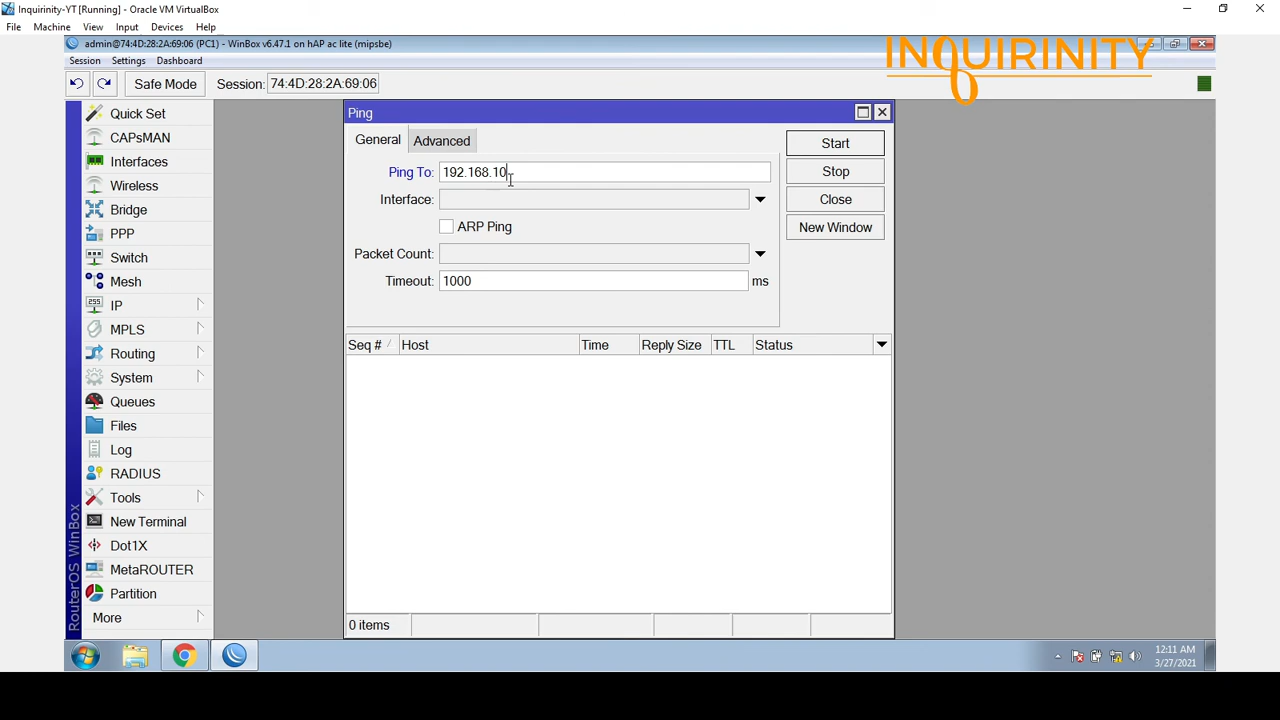 Inquirinity-YT [Running] - Oracle VM VirtualBox
File Machine View Input Devices Help
admin@74:4D:28:2A:69:06 (PC1) - WinBox v6.47.1 on hAP ac lite (mipsbe)
INQUIRINITY
Session Settings Dashboard
Safe Mode Session: 74:4D:28:2A:69:06
Quick Set
CAPsMAN
Interfaces
Wireless
Bridge
PPP
Switch
Mesh
IP
MPLS
Routing
System
Queues
Files
Log
RADIUS
Tools
New Terminal
Dot1X
MetaROUTER
Partition
More
RouterOS WinBox
Ping
General Advanced
Ping To: 192.168.10
Interface:
ARP Ping
Packet Count:
Timeout: 1000 ms
Start
Stop
Close
New Window
Seq # Host Time Reply Size TTL Status
0 items
12:11 AM
3/27/2021